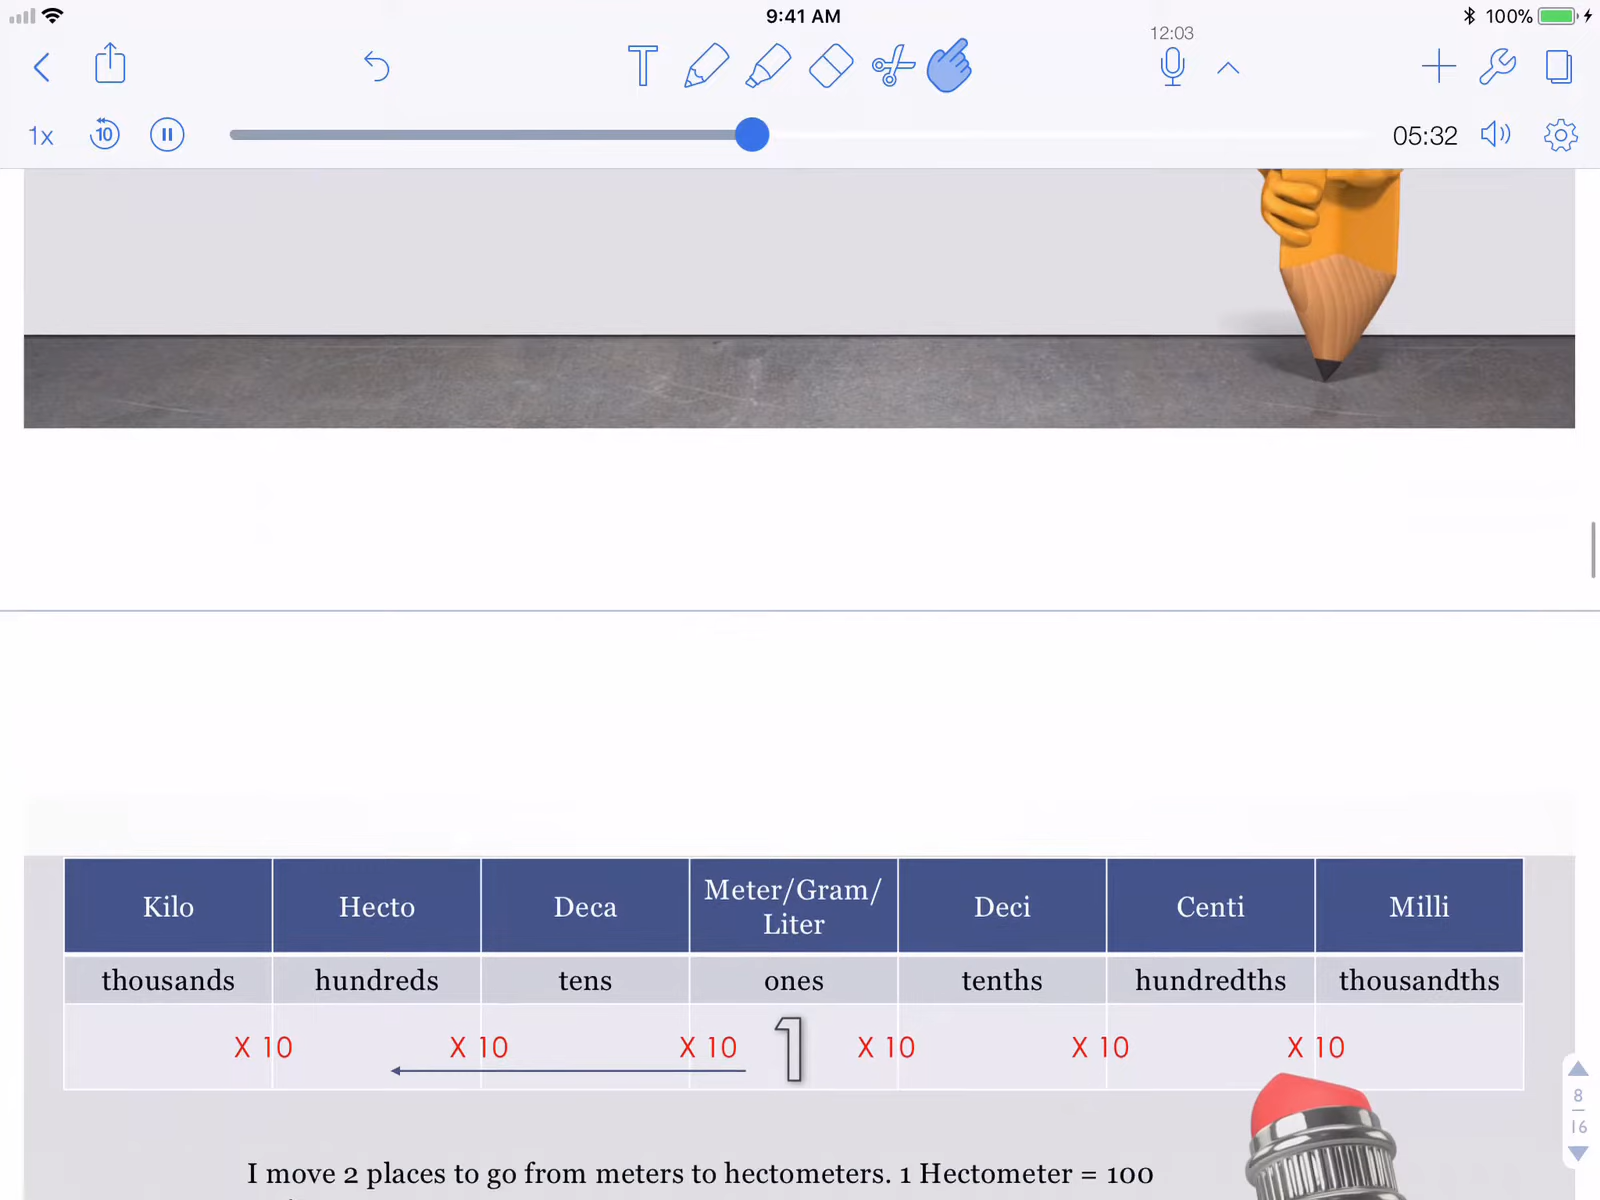 9:41 AM
100%
12:03
T
1x
10
05:32
Kilo Hecto Deca Meter/Gram/ Deci Centi Milli
Liter
thousands hundreds tens ones tenths hundredths thousandths
X 10 X 10 X 10 1 X 10 X 10 X 10
8
16
I move 2 places to go from meters to hectometers. 1 Hectometer = 100